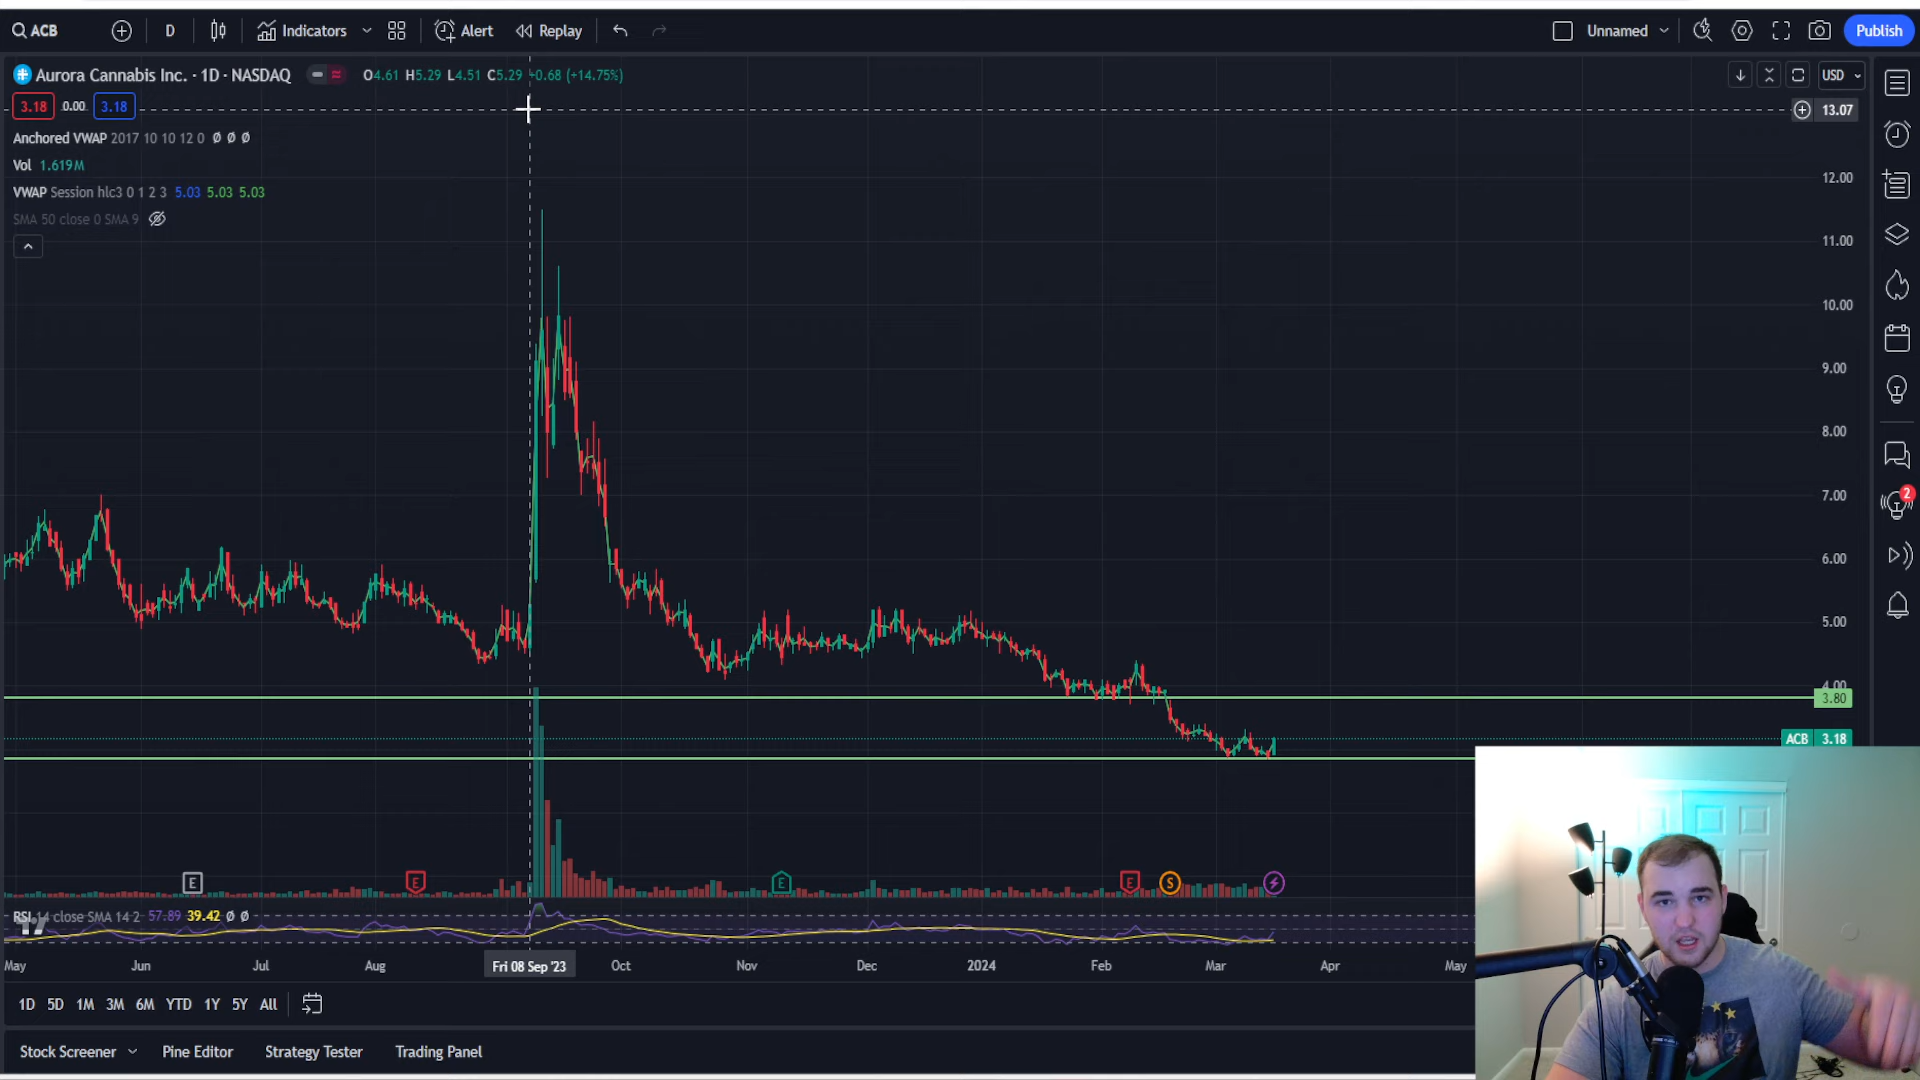 ACB D Indicators Alert Replay Unnamed Publish
Aurora Cannabis Inc. · 1D · NASDAQ O4.61 H5.29 L4.51 C5.29 +0.68 (+14.75%) USD
3.18 0.00 3.18 13.07
Anchored VWAP 2017 10 10 12 0 Ø Ø Ø
Vol 1.619M
12.00
VWAP Session hlc3 0 1 2 3 5.03 5.03 5.03
SMA 50 close 0 SMA 9
11.00
10.00
9.00
8.00
7.00
2
6.00
5.00
4.00
3.80
ACB 3.18
E E E E S
RSI 14 close SMA 14 2 57.89 39.42 Ø Ø
May Jun Jul Aug Fri 08 Sep '23 Oct Nov Dec 2024 Feb Mar Apr May
1D 5D 1M 3M 6M YTD 1Y 5Y All
Stock Screener Pine Editor Strategy Tester Trading Panel